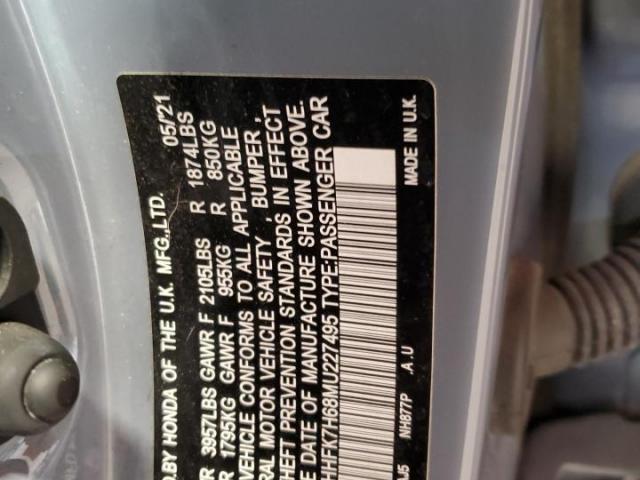 D.BY HONDA OF THE U.K. MFG.,LTD. 05/21
R 3957LBS GAWR F 2105LBS R 1874LBS
R 1795KG GAWR F 955KG R 850KG
VEHICLE CONFORMS TO ALL APPLICABLE
RAL MOTOR VEHICLE SAFETY , BUMPER ,
HEFT PREVENTION STANDARDS IN EFFECT
E DATE OF MANUFACTURE SHOWN ABOVE.
HHFK7H68MU227495 TYPE:PASSENGER CAR
AJ5 NH877P .A.U MADE IN U.K.